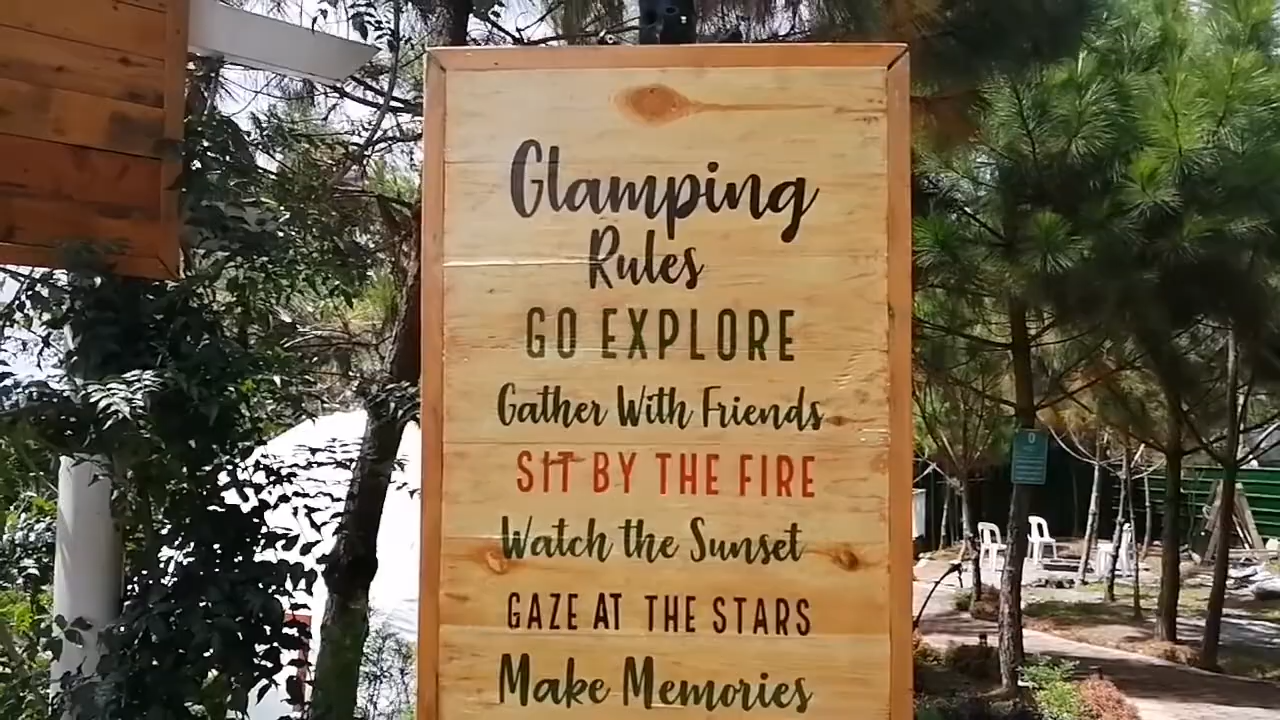 Glamping
Rules
GO EXPLORE
Gather With Friends
SIT BY THE FIRE
Watch the Sunset
GAZE AT THE STARS
Make Memories